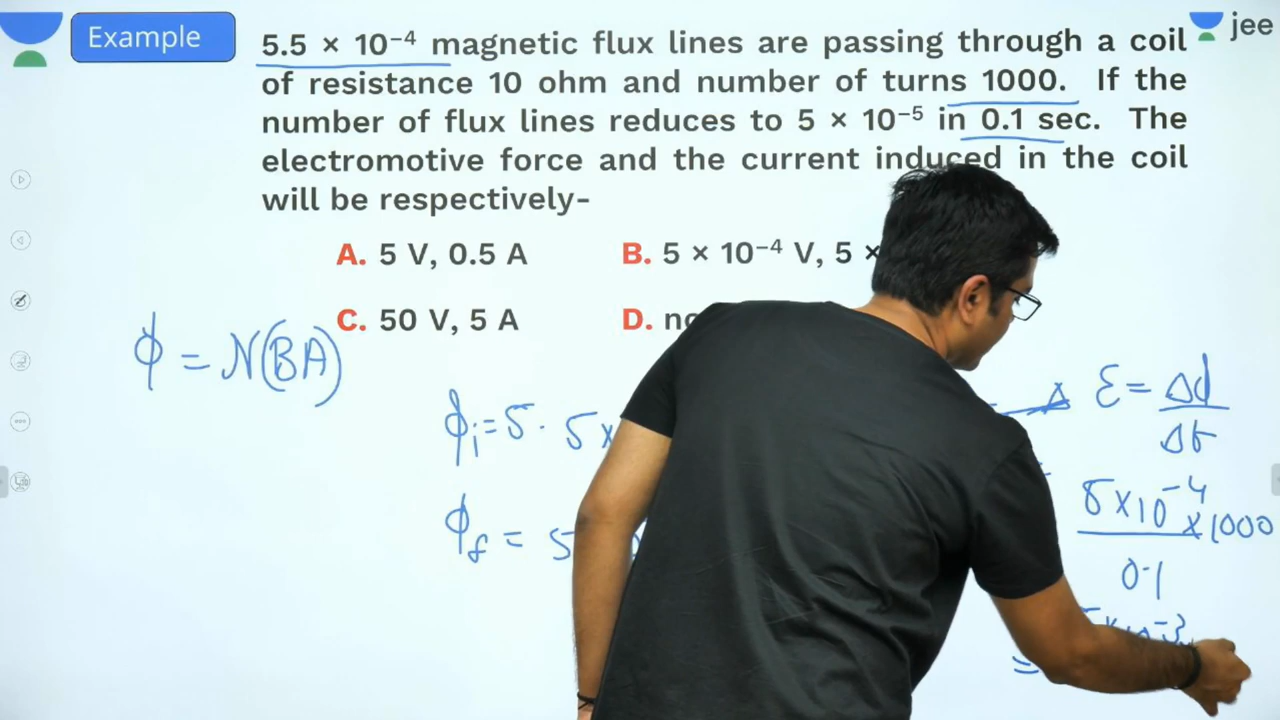 Example
jee
5.5 × 10⁻⁴ magnetic flux lines are passing through a coil
of resistance 10 ohm and number of turns 1000. If the
number of flux lines reduces to 5 × 10⁻⁵ in 0.1 sec. The
electromotive force and the current induced in the coil
will be respectively-
A. 5 V, 0.5 A
B. 5 × 10⁻⁴ V, 5 ×
C. 50 V, 5 A
D.
ϕ = N(BA)
ϕi = 5.5×
ϕf = 5
Ɛ = Δϕ
Δt
5×10⁻⁴ ×1000
0.1
=